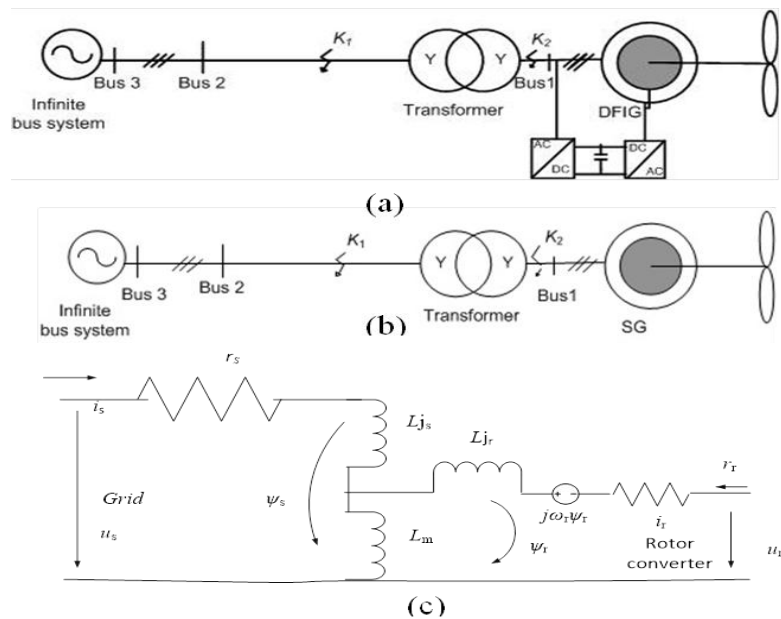 K1
K2
Y Y
Bus 3
Bus 2
Bus1
Infinite
bus system
Transformer
DFIG
AC
DC
DC
AC
(a)
K1
K2
Y Y
Bus 3
Bus 2
Bus1
Infinite
bus system
Transformer
SG
(b)
rs
is
Ljs
Ljr
rr
Grid
ψs
jωrψr
ir
us
Lm
ψr
Rotor
converter
ur
(c)